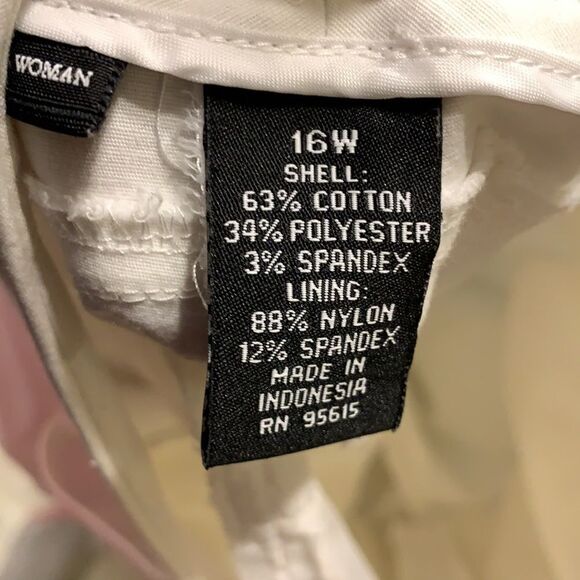 WOMAN
16W
SHELL:
63% COTTON
34% POLYESTER
3% SPANDEX
LINING:
88% NYLON
12% SPANDEX
MADE IN
INDONESIA
RN 95615